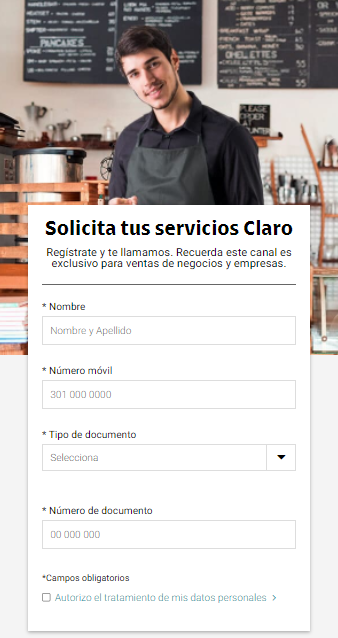 PANCAKES
PLEASE
ORDER
AT
COUNTER
Solicita tus servicios Claro
Regístrate y te llamamos. Recuerda este canal es
exclusivo para ventas de negocios y empresas.
* Nombre
Nombre y Apellido
* Número móvil
301 000 0000
* Tipo de documento
Selecciona
* Número de documento
00 000 000
*Campos obligatorios
Autorizo el tratamiento de mis datos personales >